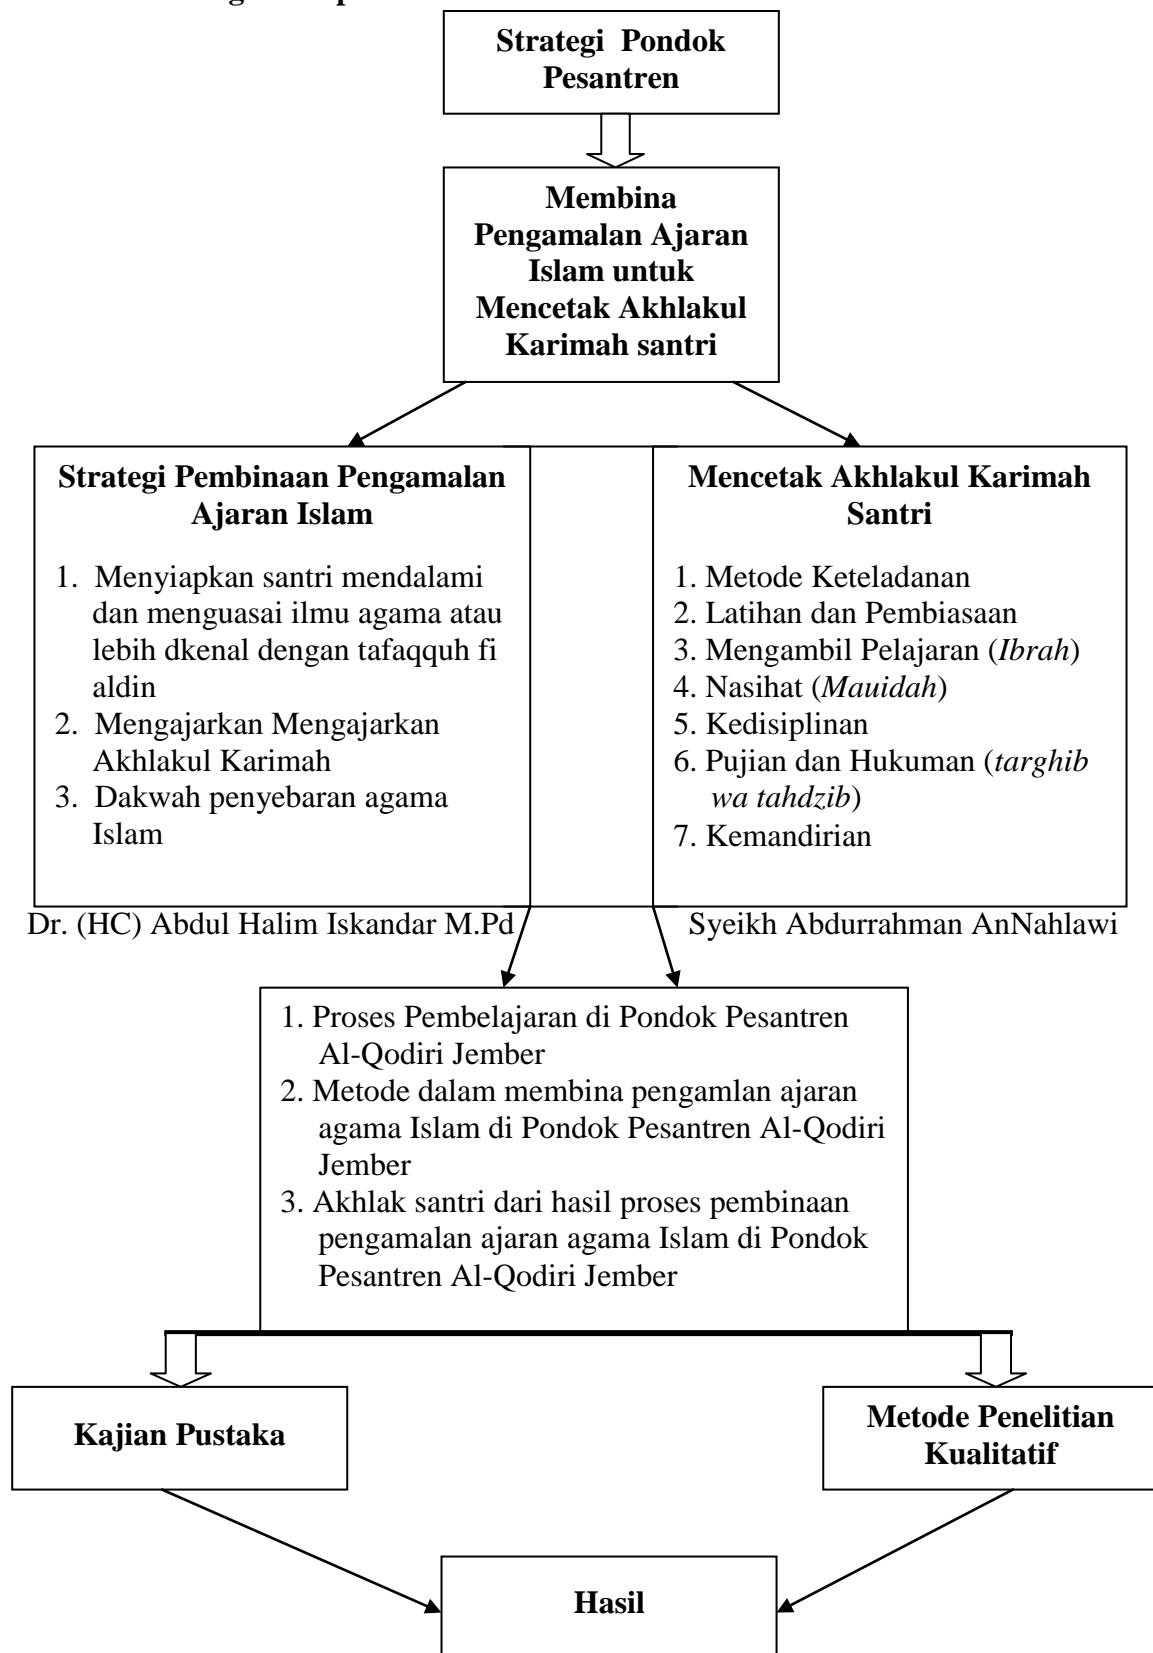 Strategi Pondok
Pesantren
Membina
Pengamalan Ajaran
Islam untuk
Mencetak Akhlakul
Karimah santri
Strategi Pembinaan Pengamalan
Ajaran Islam
1. Menyiapkan santri mendalami
dan menguasai ilmu agama atau
lebih dkenal dengan tafaqquh fi
aldin
2. Mengajarkan Mengajarkan
Akhlakul Karimah
3. Dakwah penyebaran agama
Islam
Mencetak Akhlakul Karimah
Santri
1. Metode Keteladanan
2. Latihan dan Pembiasaan
3. Mengambil Pelajaran (Ibrah)
4. Nasihat (Mauidah)
5. Kedisiplinan
6. Pujian dan Hukuman (targhib
wa tahdzib)
7. Kemandirian
Dr. (HC) Abdul Halim Iskandar M.Pd
Syeikh Abdurrahman AnNahlawi
1. Proses Pembelajaran di Pondok Pesantren
Al-Qodiri Jember
2. Metode dalam membina pengamlan ajaran
agama Islam di Pondok Pesantren Al-Qodiri
Jember
3. Akhlak santri dari hasil proses pembinaan
pengamalan ajaran agama Islam di Pondok
Pesantren Al-Qodiri Jember
Kajian Pustaka
Metode Penelitian
Kualitatif
Hasil